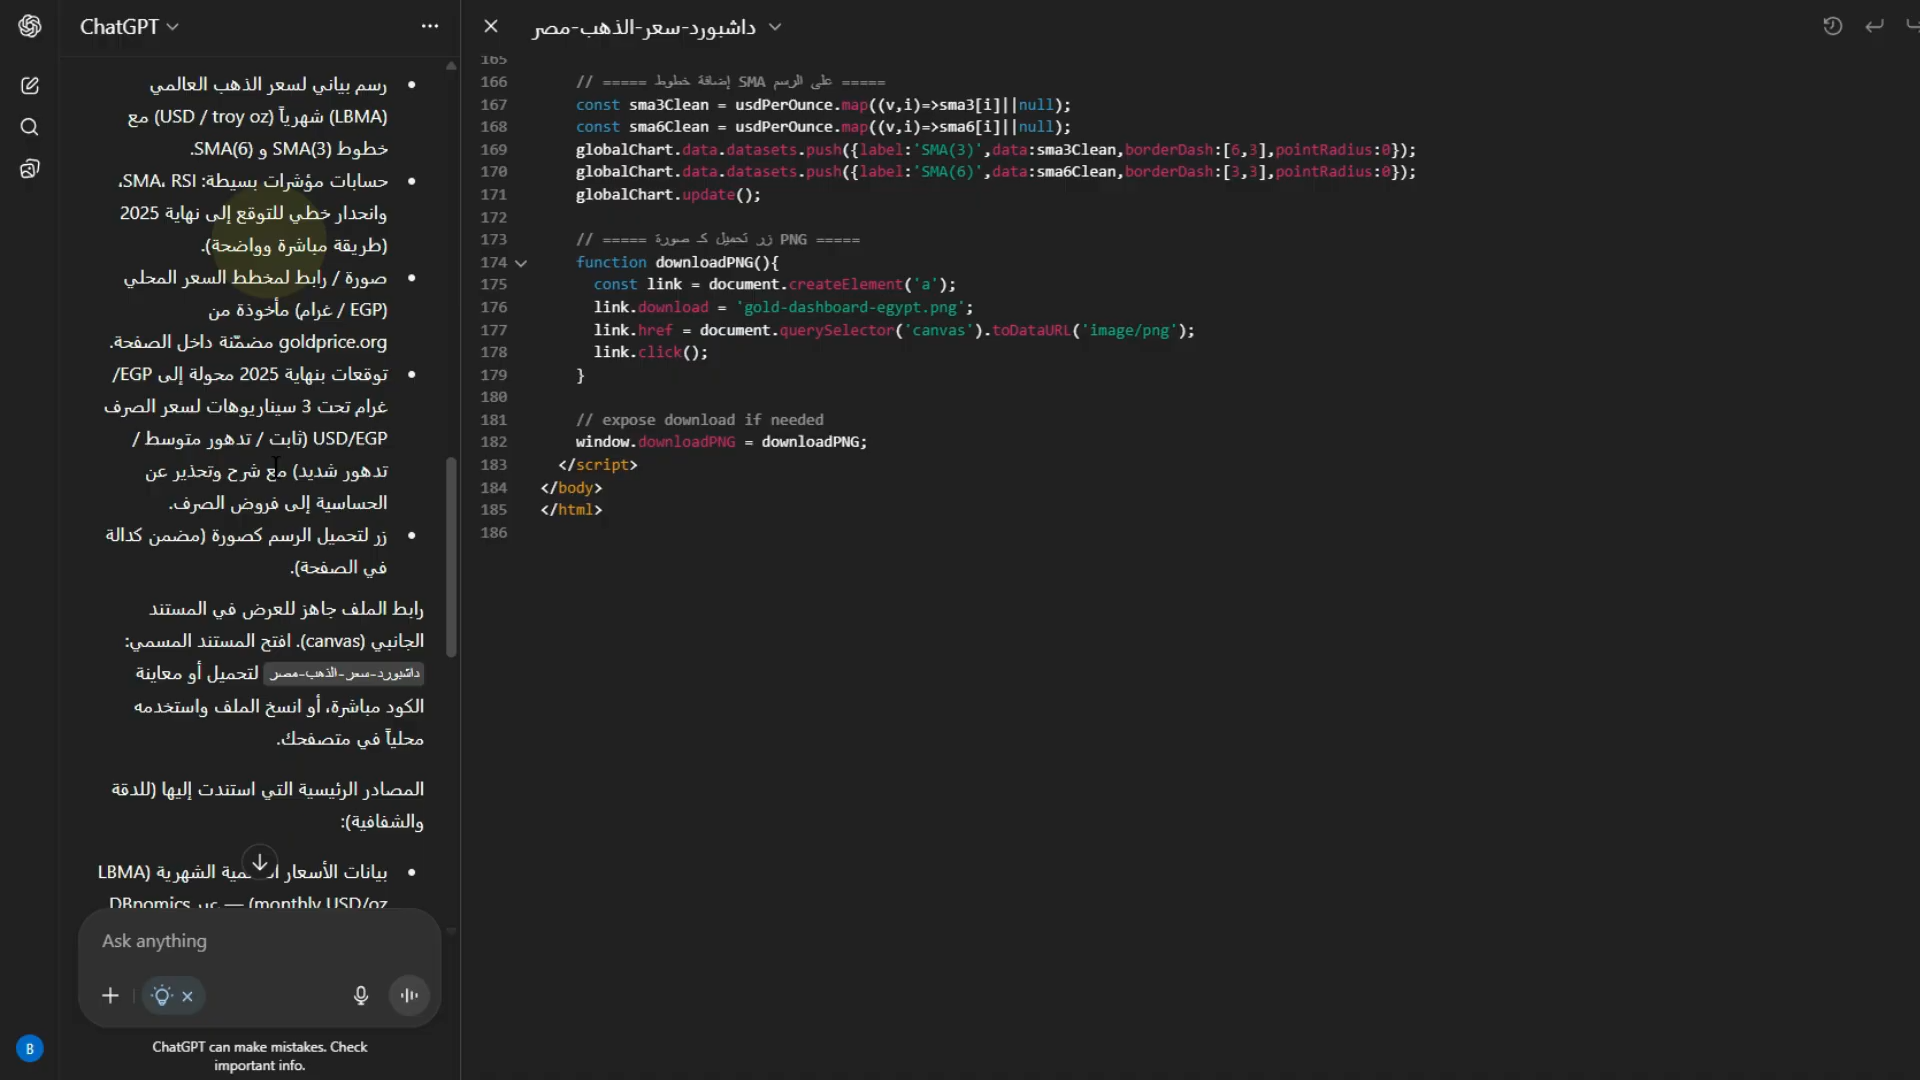 ChatGPT
رسم بياني لسعر الذهب العالمي
(LBMA) شهرياً (USD / troy oz) مع
خطوط SMA(3) و SMA(6).
حسابات مؤشرات بسيطة: SMA، RSI،
وانحدار خطي للتوقع إلى نهاية 2025
(طريقة مباشرة وواضحة).
صورة / رابط لمخطط السعر المحلي
(EGP / غرام) مأخوذة من
goldprice.org مضمّنة داخل الصفحة.
توقعات بنهاية 2025 محولة إلى EGP/
غرام تحت 3 سيناريوهات لسعر الصرف
USD/EGP (ثابت / تدهور متوسط /
تدهور شديد) مع شرح وتحذير عن
الحساسية إلى فروض الصرف.
زر لتحميل الرسم كصورة (مضمن كدالة
في الصفحة).
رابط الملف جاهز للعرض في المستند
الجانبي (canvas). افتح المستند المسمي:
داشبورد-سعر-الذهب-مصر لتحميل أو معاينة
الكود مباشرة، أو انسخ الملف واستخدمه
محلياً في متصفحك.
المصادر الرئيسية التي استندت إليها (للدقة
والشفافية):
بيانات الأسعار الشهرية (LBMA
monthly USD/oz) — عبر DBnomics
Ask anything
ChatGPT can make mistakes. Check
important info.
B
داشبورد-سعر-الذهب-مصر
165
166 // ===== إضافة خطوط SMA على الرسم =====
167 const sma3Clean = usdPerOunce.map((v,i)=>sma3[i]||null);
168 const sma6Clean = usdPerOunce.map((v,i)=>sma6[i]||null);
169 globalChart.data.datasets.push({label:'SMA(3)',data:sma3Clean,borderDash:[6,3],pointRadius:0});
170 globalChart.data.datasets.push({label:'SMA(6)',data:sma6Clean,borderDash:[3,3],pointRadius:0});
171 globalChart.update();
172
173 // ===== زر تحميل كـ صورة PNG =====
174 function downloadPNG(){
175 const link = document.createElement('a');
176 link.download = 'gold-dashboard-egypt.png';
177 link.href = document.querySelector('canvas').toDataURL('image/png');
178 link.click();
179 }
180
181 // expose download if needed
182 window.downloadPNG = downloadPNG;
183 </script>
184 </body>
185 </html>
186